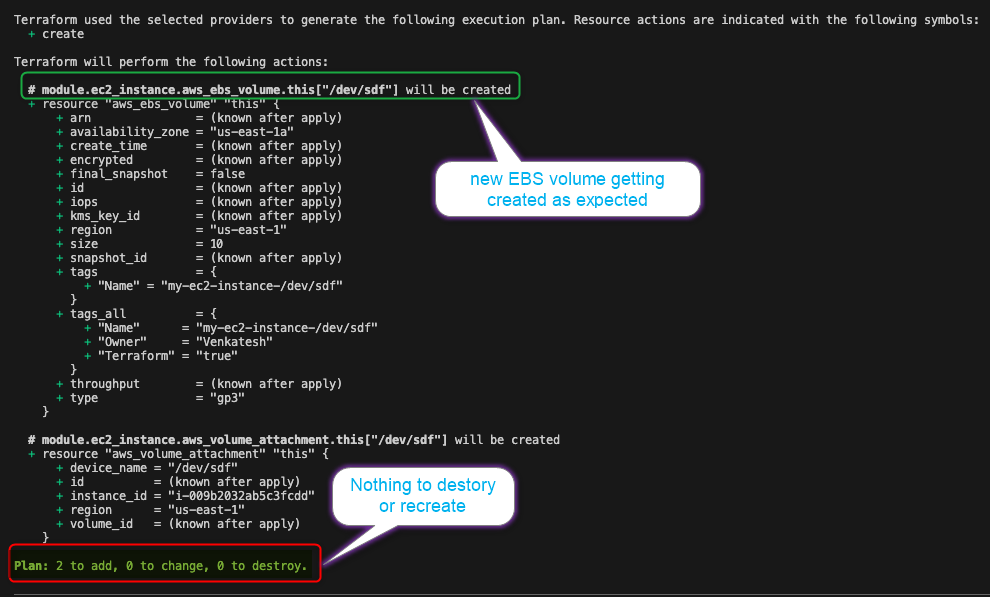 Terraform used the selected providers to generate the following execution plan. Resource actions are indicated with the following symbols:
+ create
Terraform will perform the following actions:
# module.ec2_instance.aws_ebs_volume.this["/dev/sdf"] will be created
+ resource "aws_ebs_volume" "this" {
+ arn = (known after apply)
+ availability_zone = "us-east-1a"
+ create_time = (known after apply)
+ encrypted = (known after apply)
+ final_snapshot = false
+ id = (known after apply)
+ iops = (known after apply)
+ kms_key_id = (known after apply)
+ region = "us-east-1"
+ size = 10
+ snapshot_id = (known after apply)
+ tags = {
+ "Name" = "my-ec2-instance-/dev/sdf"
}
+ tags_all = {
+ "Name" = "my-ec2-instance-/dev/sdf"
+ "Owner" = "Venkatesh"
+ "Terraform" = "true"
}
+ throughput = (known after apply)
+ type = "gp3"
}
new EBS volume getting
created as expected
# module.ec2_instance.aws_volume_attachment.this["/dev/sdf"] will be created
+ resource "aws_volume_attachment" "this" {
+ device_name = "/dev/sdf"
+ id = (known after apply)
+ instance_id = "i-009b2032ab5c3fcdd"
+ region = "us-east-1"
+ volume_id = (known after apply)
}
Nothing to destory
or recreate
Plan: 2 to add, 0 to change, 0 to destroy.